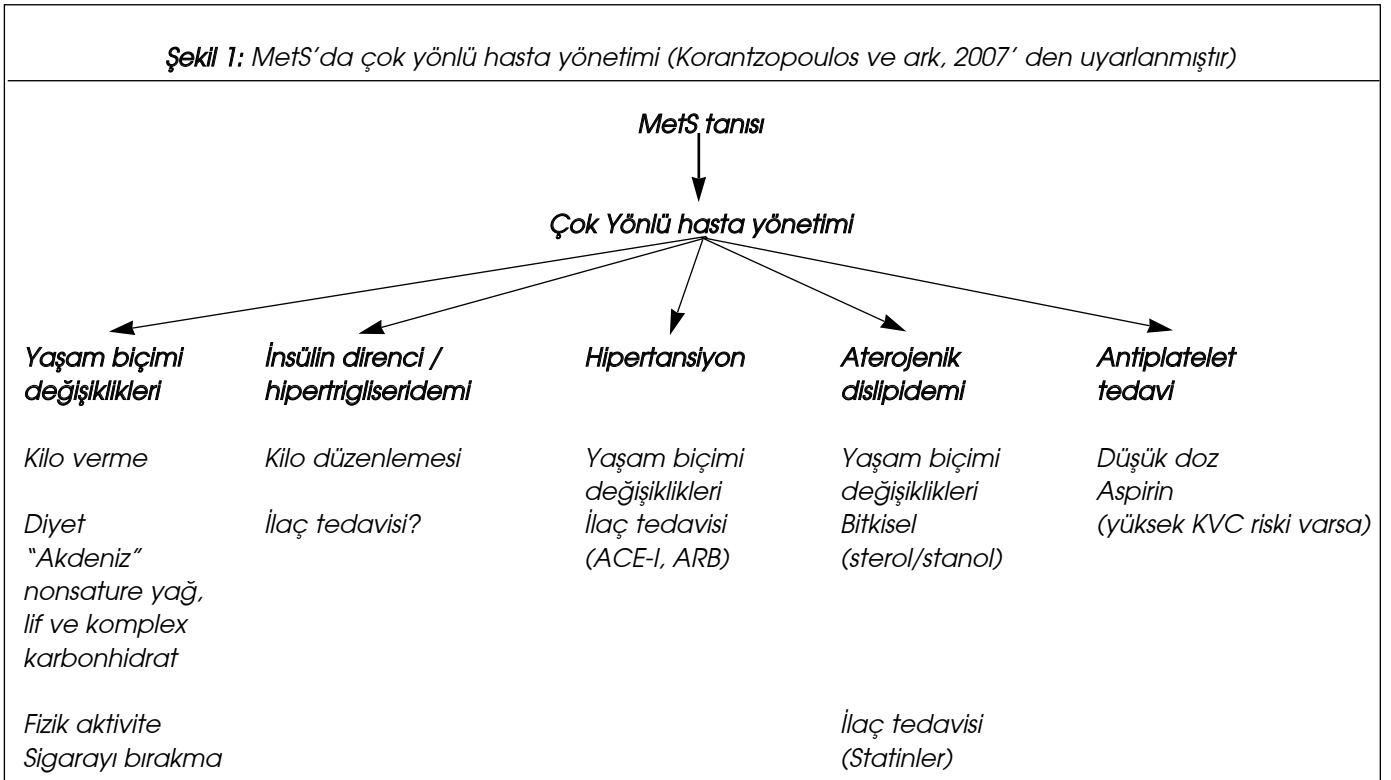 Şekil 1: MetS'da çok yönlü hasta yönetimi (Korantzopoulos ve ark, 2007' den uyarlanmıştır)
MetS tanısı
Çok Yönlü hasta yönetimi
Yaşam biçimi
değişiklikleri
Kilo verme
Diyet
"Akdeniz"
nonsature yağ,
lif ve komplex
karbonhidrat
Fizik aktivite
Sigarayı bırakma
İnsülin direnci /
hipertrigliseridemi
Kilo düzenlemesi
İlaç tedavisi?
Hipertansiyon
Yaşam biçimi
değişiklikleri
İlaç tedavisi
(ACE-I, ARB)
Aterojenik
dislipidemi
Yaşam biçimi
değişiklikleri
Bitkisel
(sterol/stanol)
İlaç tedavisi
(Statinler)
Antiplatelet
tedavi
Düşük doz
Aspirin
(yüksek KVC riski varsa)